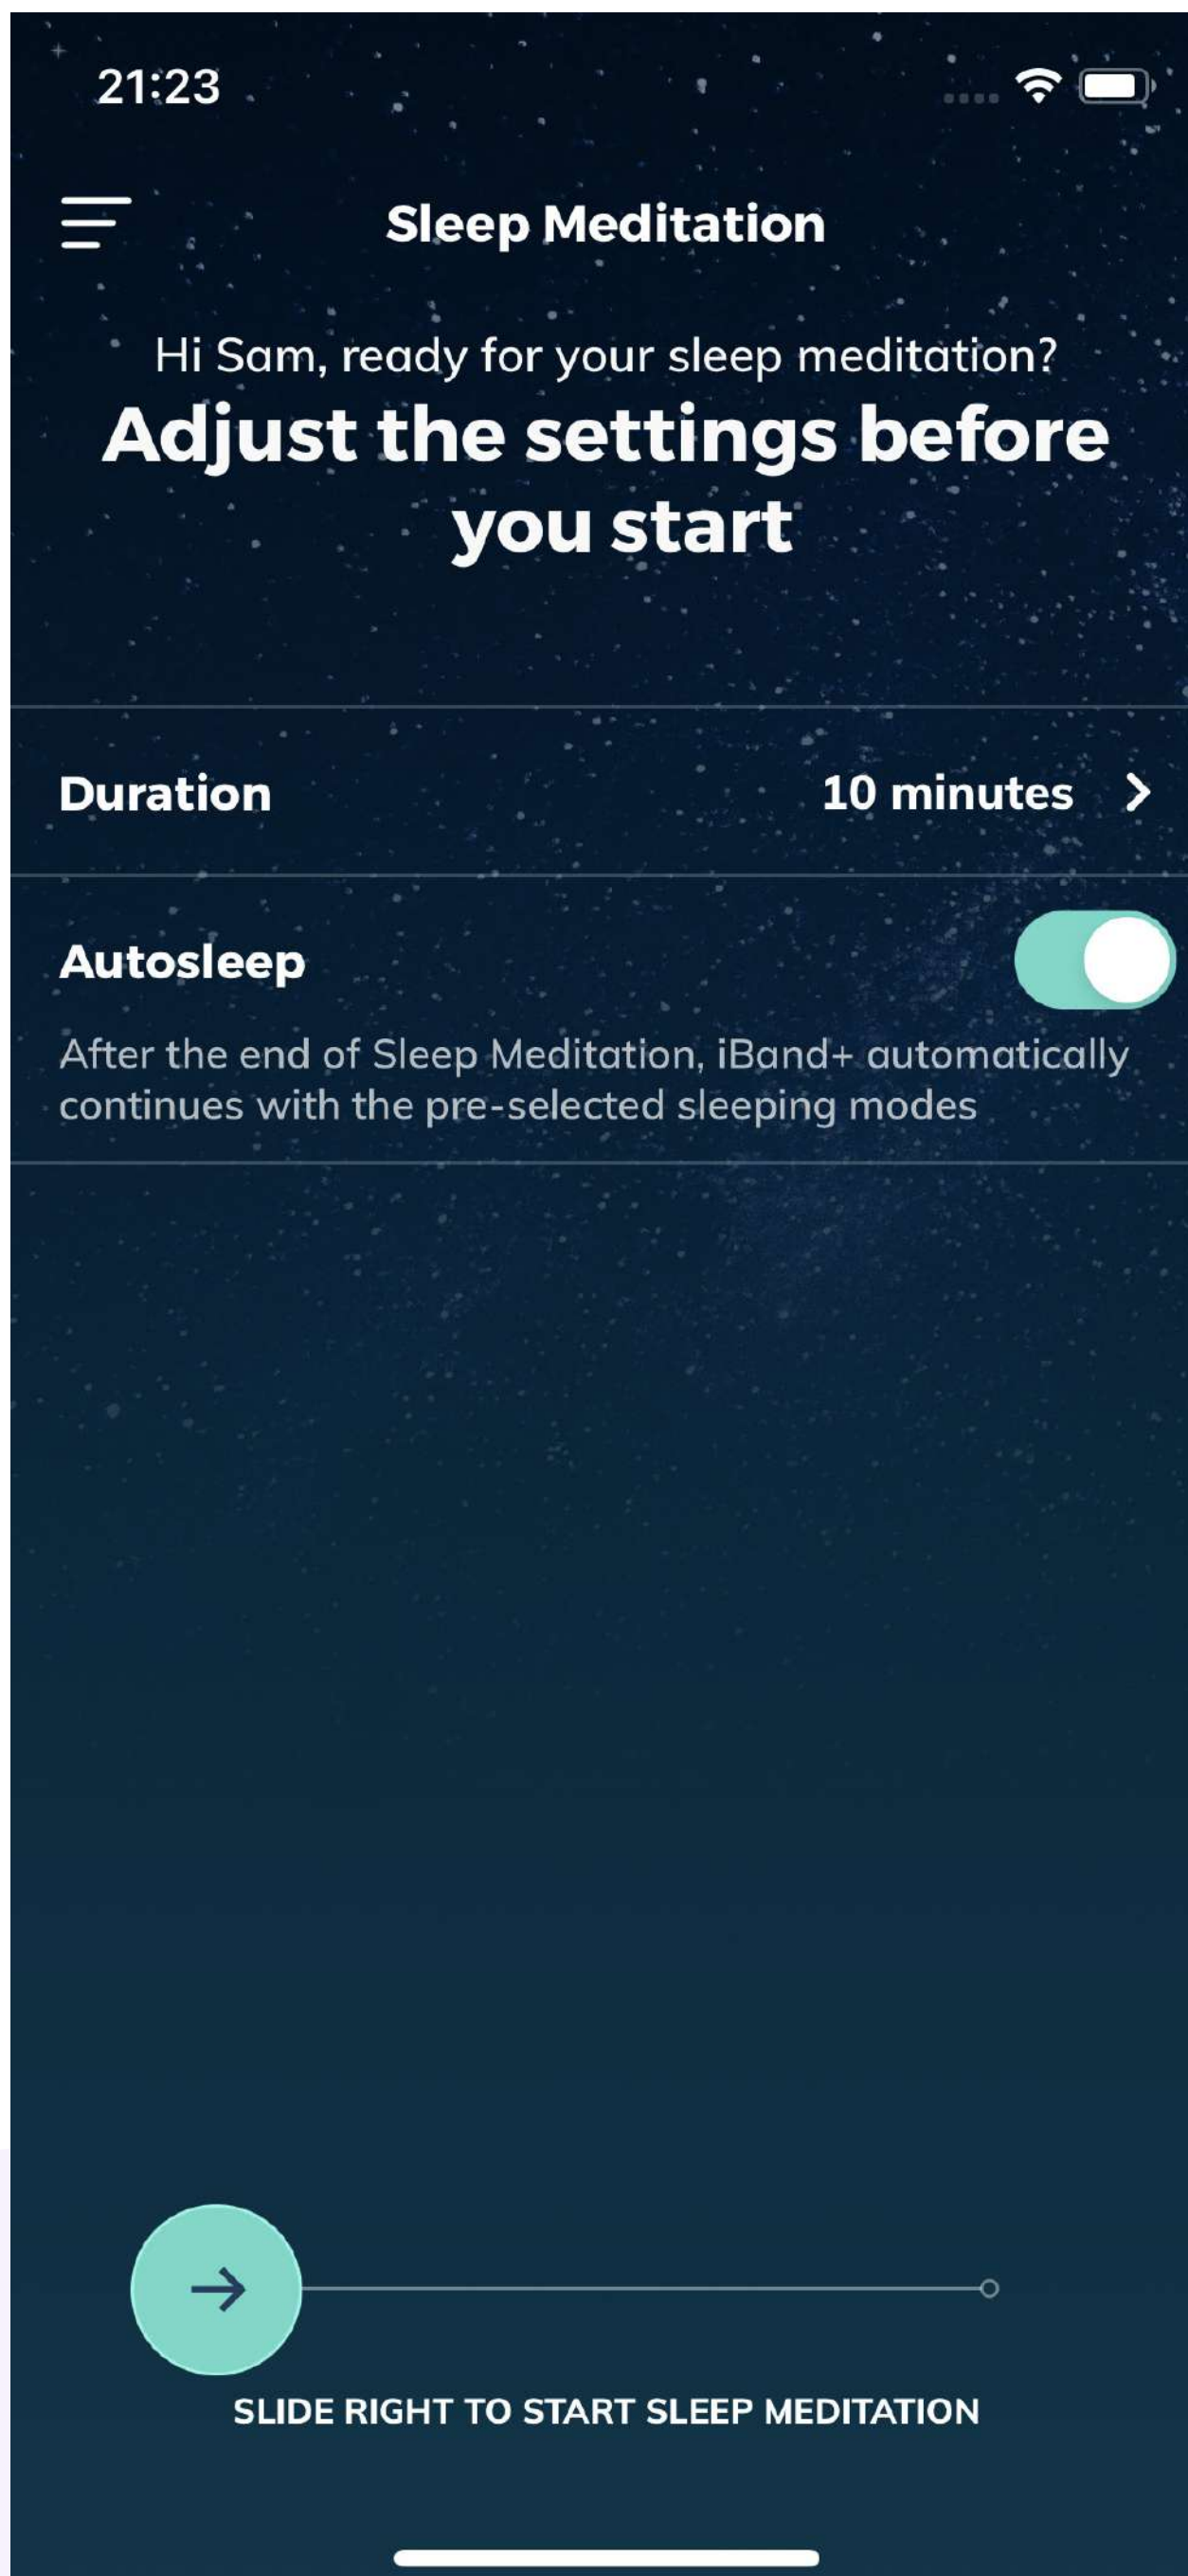 21:23
Sleep Meditation
Hi Sam, ready for your sleep meditation?
Adjust the settings before
you start
Duration
10 minutes
Autosleep
After the end of Sleep Meditation, iBand+ automatically
continues with the pre-selected sleeping modes
SLIDE RIGHT TO START SLEEP MEDITATION